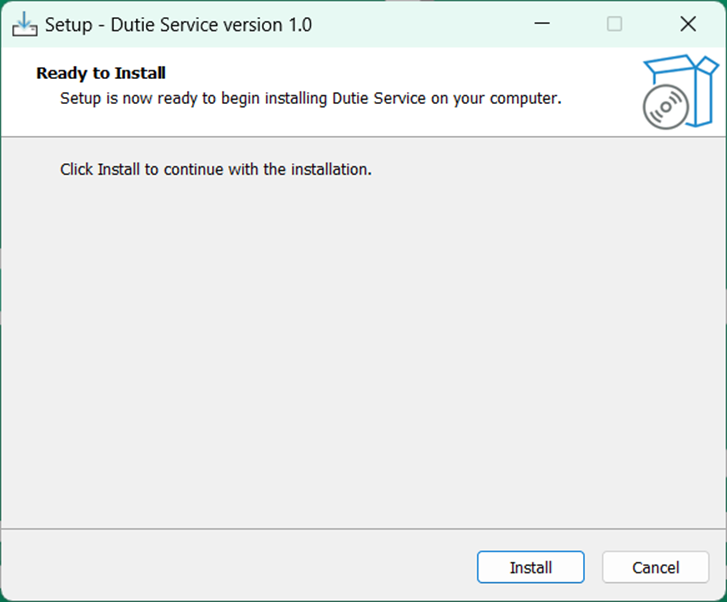 Setup - Dutie Service version 1.0
Ready to Install
Setup is now ready to begin installing Dutie Service on your computer.
Click Install to continue with the installation.
Install
Cancel